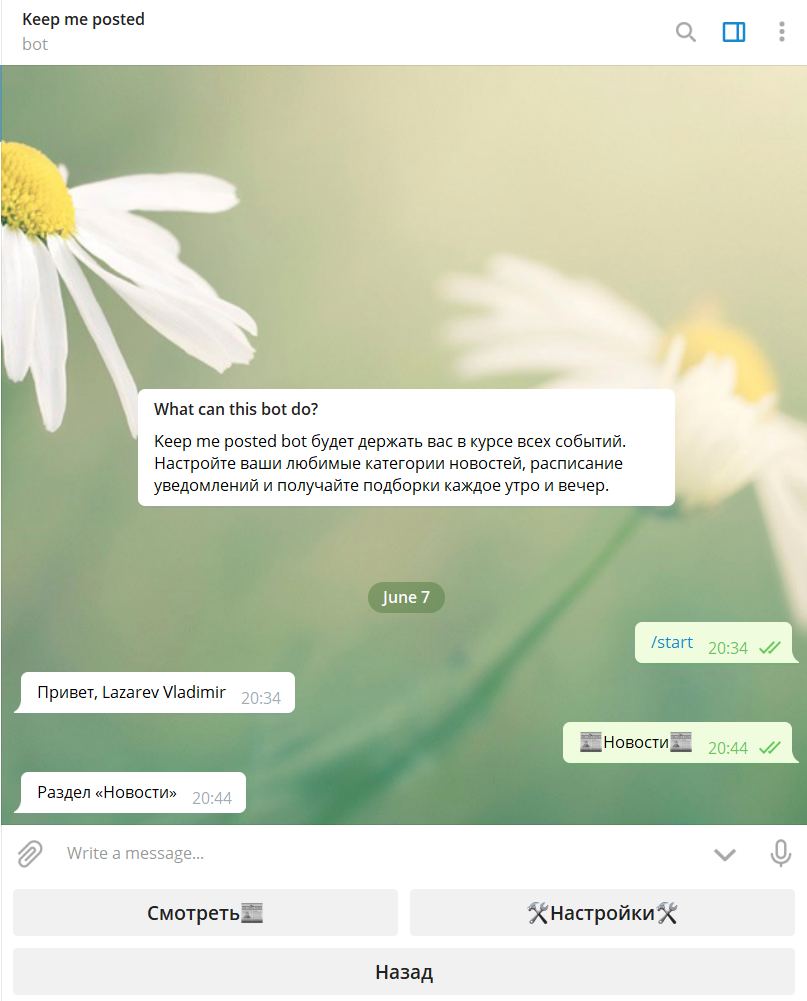 Keep me posted
bot
What can this bot do?
Keep me posted bot будет держать вас в курсе всех событий.
Настройте ваши любимые категории новостей, расписание
уведомлений и получайте подборки каждое утро и вечер.
June 7
/start 20:34
Привет, Lazarev Vladimir 20:34
📰Новости📰 20:44
Раздел «Новости» 20:44
Write a message...
Смотреть📰
🛠Настройки🛠
Назад